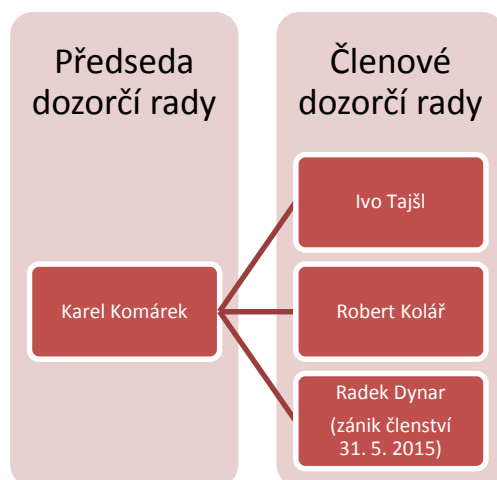 Předseda
dozorčí rady
Členové
dozorčí rady
Karel Komárek
Ivo Tajšl
Robert Kolář
Radek Dynar
(zánik členství
31. 5. 2015)